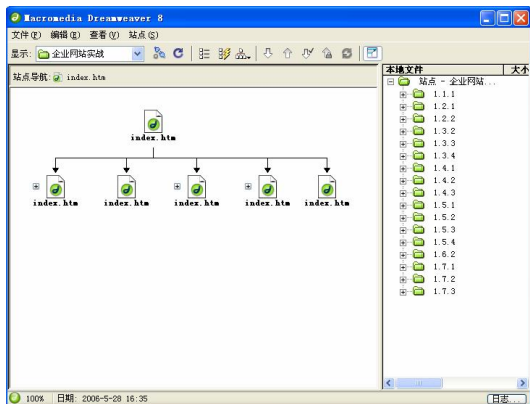 Macromedia Dreamweaver 8
文件(F) 编辑(E) 查看(V) 站点(S)
显示: 企业网站实战
站点导航: index.htm
index.htm
index.htm index.htm index.htm index.htm index.htm
本地文件 大小
站点 - 企业网站...
1.1.1
1.2.1
1.2.2
1.3.2
1.3.3
1.3.4
1.4.1
1.4.2
1.4.3
1.5.1
1.5.2
1.5.3
1.5.4
1.6.2
1.7.1
1.7.2
1.7.3
100% 日期: 2006-5-28 16:35 日志...